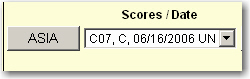 Scores / Date
ASIA C07, C, 06/16/2006 UN